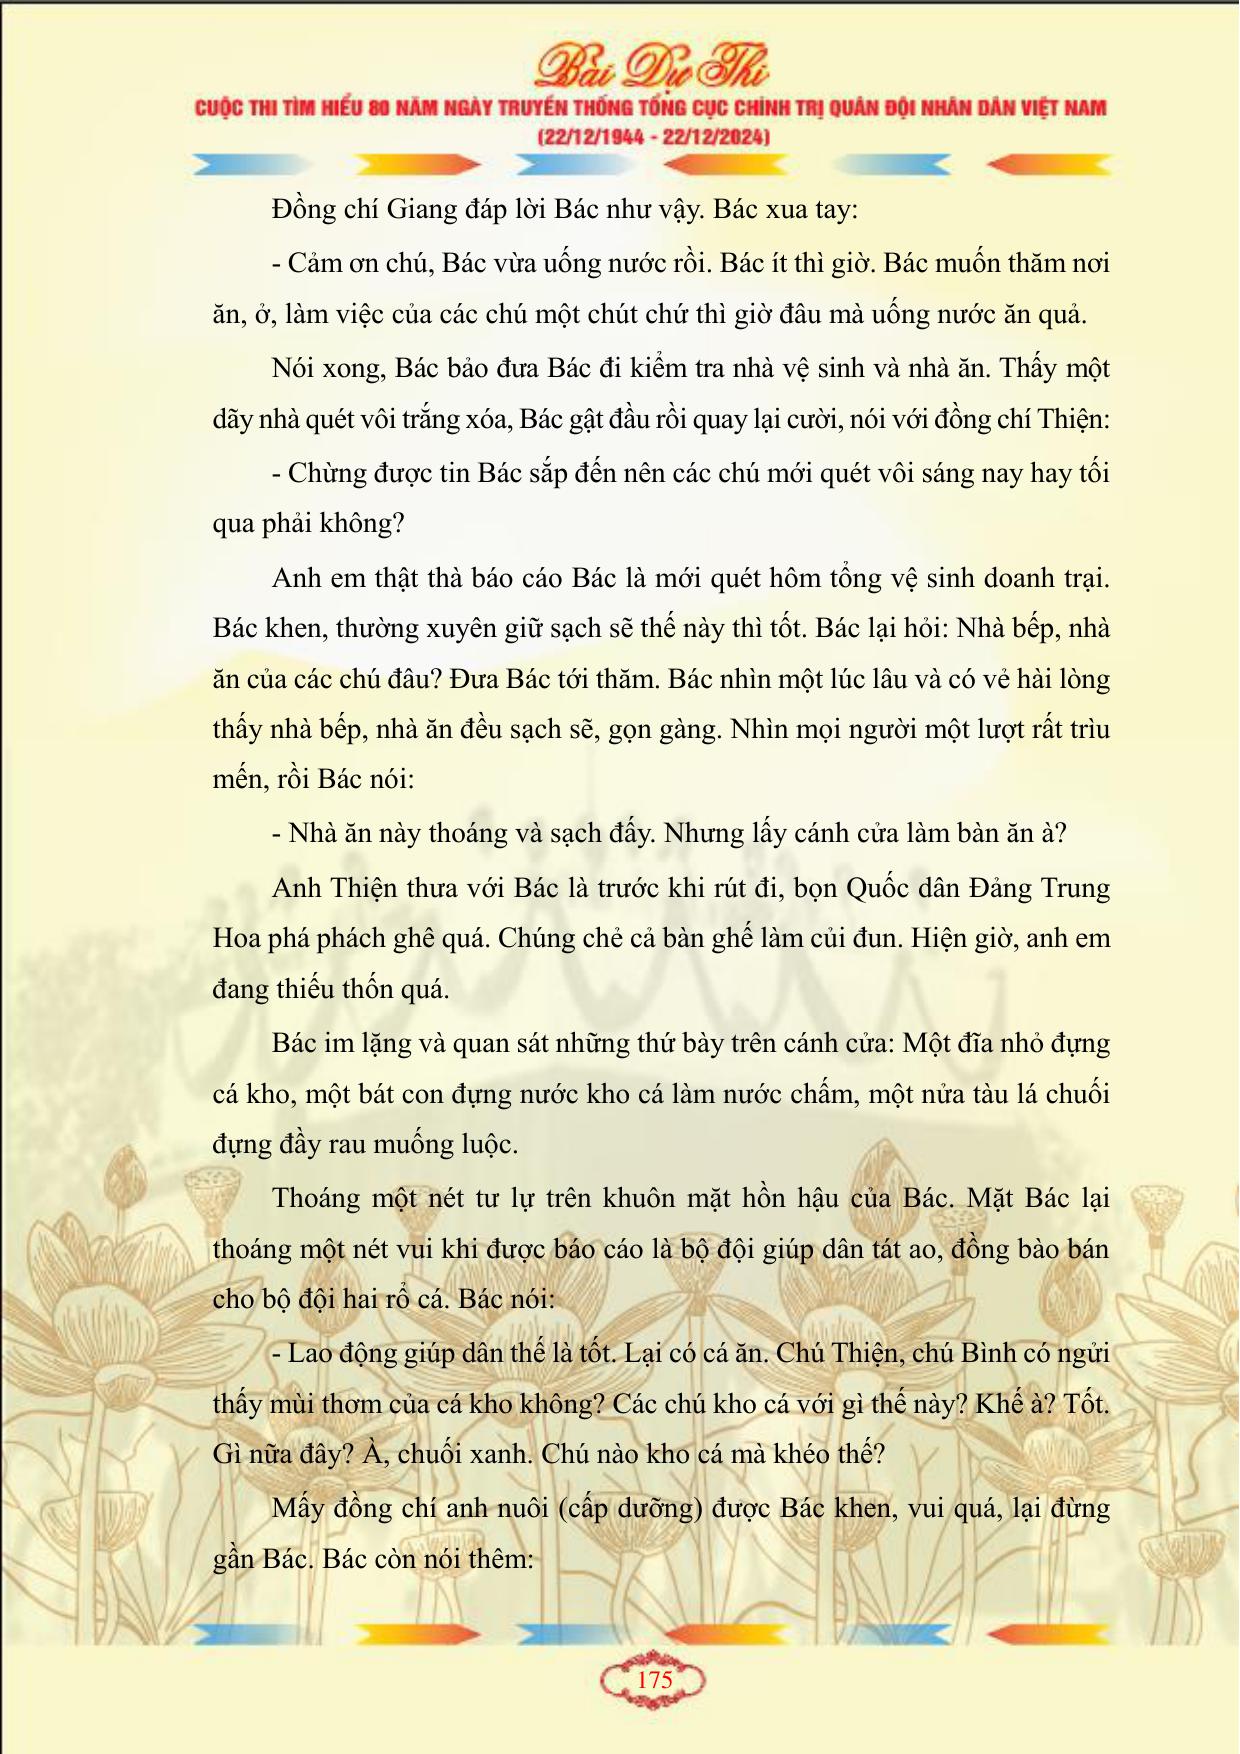 Bài Dự Thi
CUỘC THI TÌM HIỂU 80 NĂM NGÀY TRUYỀN THỐNG TỔNG CỤC CHÍNH TRỊ QUÂN ĐỘI NHÂN DÂN VIỆT NAM
(22/12/1944 - 22/12/2024)
Đồng chí Giang đáp lời Bác như vậy. Bác xua tay:
- Cảm ơn chú, Bác vừa uống nước rồi. Bác ít thì giờ. Bác muốn thăm nơi
ăn, ở, làm việc của các chú một chút chứ thì giờ đâu mà uống nước ăn quả.
Nói xong, Bác bảo đưa Bác đi kiểm tra nhà vệ sinh và nhà ăn. Thấy một
dãy nhà quét vôi trắng xóa, Bác gật đầu rồi quay lại cười, nói với đồng chí Thiện:
- Chừng được tin Bác sắp đến nên các chú mới quét vôi sáng nay hay tối
qua phải không?
Anh em thật thà báo cáo Bác là mới quét hôm tổng vệ sinh doanh trại.
Bác khen, thường xuyên giữ sạch sẽ thế này thì tốt. Bác lại hỏi: Nhà bếp, nhà
ăn của các chú đâu? Đưa Bác tới thăm. Bác nhìn một lúc lâu và có vẻ hài lòng
thấy nhà bếp, nhà ăn đều sạch sẽ, gọn gàng. Nhìn mọi người một lượt rất trìu
mến, rồi Bác nói:
- Nhà ăn này thoáng và sạch đấy. Nhưng lấy cánh cửa làm bàn ăn à?
Anh Thiện thưa với Bác là trước khi rút đi, bọn Quốc dân Đảng Trung
Hoa phá phách ghê quá. Chúng chẻ cả bàn ghế làm củi đun. Hiện giờ, anh em
đang thiếu thốn quá.
Bác im lặng và quan sát những thứ bày trên cánh cửa: Một đĩa nhỏ đựng
cá kho, một bát con đựng nước kho cá làm nước chấm, một nửa tàu lá chuối
đựng đầy rau muống luộc.
Thoáng một nét tư lự trên khuôn mặt hồn hậu của Bác. Mặt Bác lại
thoáng một nét vui khi được báo cáo là bộ đội giúp dân tát ao, đồng bào bán
cho bộ đội hai rổ cá. Bác nói:
- Lao động giúp dân thế là tốt. Lại có cá ăn. Chú Thiện, chú Bình có ngửi
thấy mùi thơm của cá kho không? Các chú kho cá với gì thế này? Khế à? Tốt.
Gì nữa đây? À, chuối xanh. Chú nào kho cá mà khéo thế?
Mấy đồng chí anh nuôi (cấp dưỡng) được Bác khen, vui quá, lại đừng
gần Bác. Bác còn nói thêm:
175